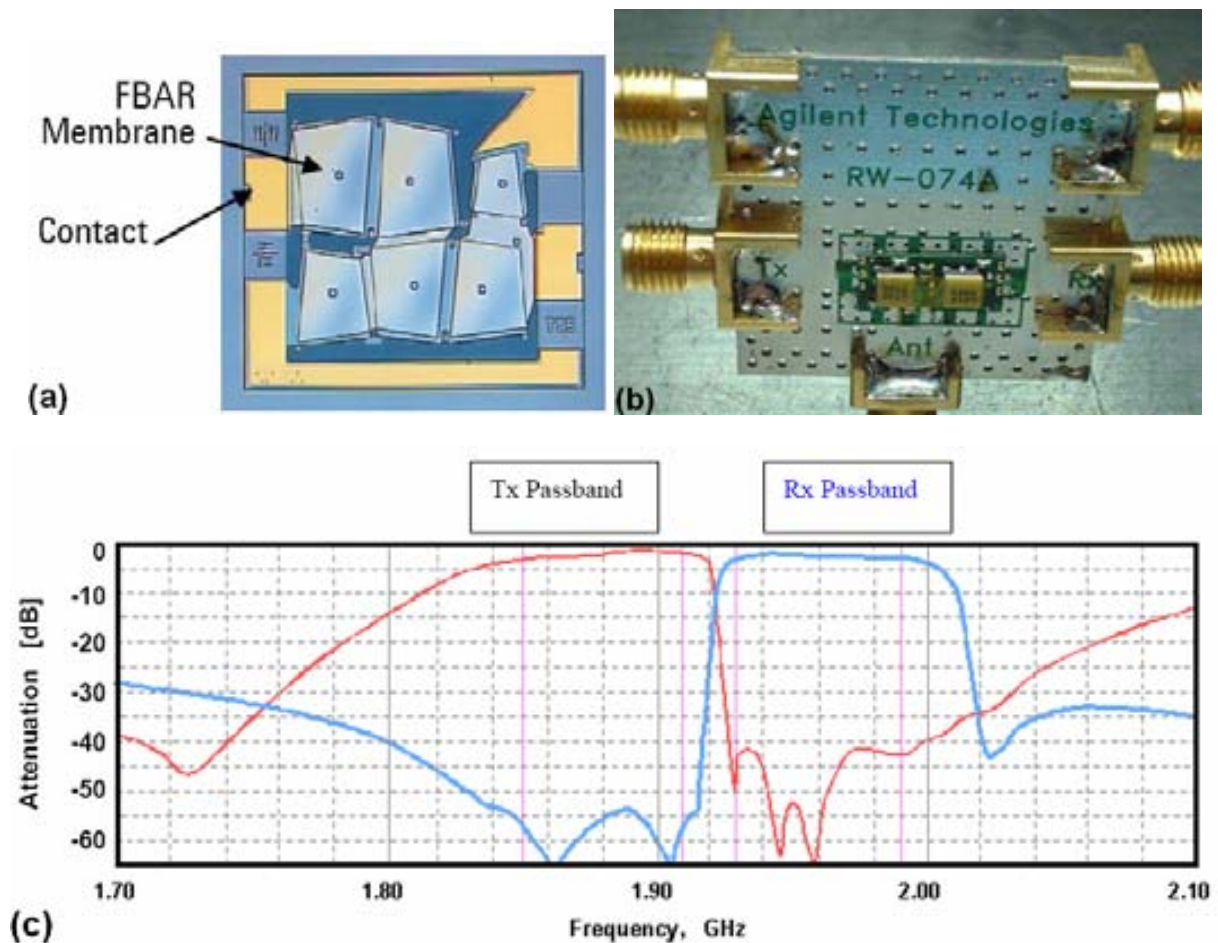 FBAR
Membrane
Contact
(a)
Agilent Technologies
RW-074A
Tx
Rx
Ant
(b)
Tx Passband
Rx Passband
0
-10
-20
-30
-40
-50
-60
Attenuation [dB]
1.70
1.80
1.90
2.00
2.10
Frequency, GHz
(c)